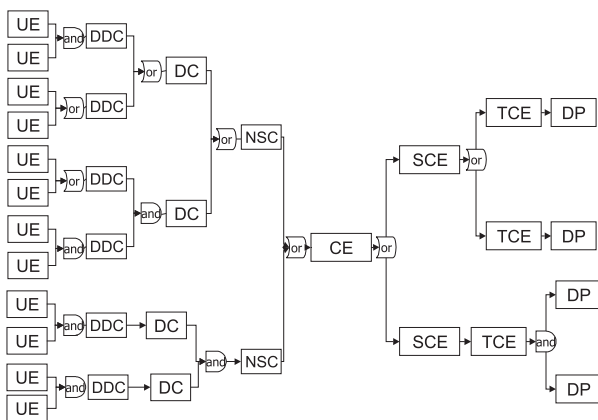 UE
and
DDC
UE
or
DC
UE
or
DDC
UE
or
NSC
UE
or
DDC
UE
and
DC
UE
and
DDC
UE
or
CE
or
SCE
or
TCE
DP
TCE
DP
UE
and
DDC
DC
UE
and
NSC
UE
and
DDC
DC
UE
SCE
TCE
and
DP
DP